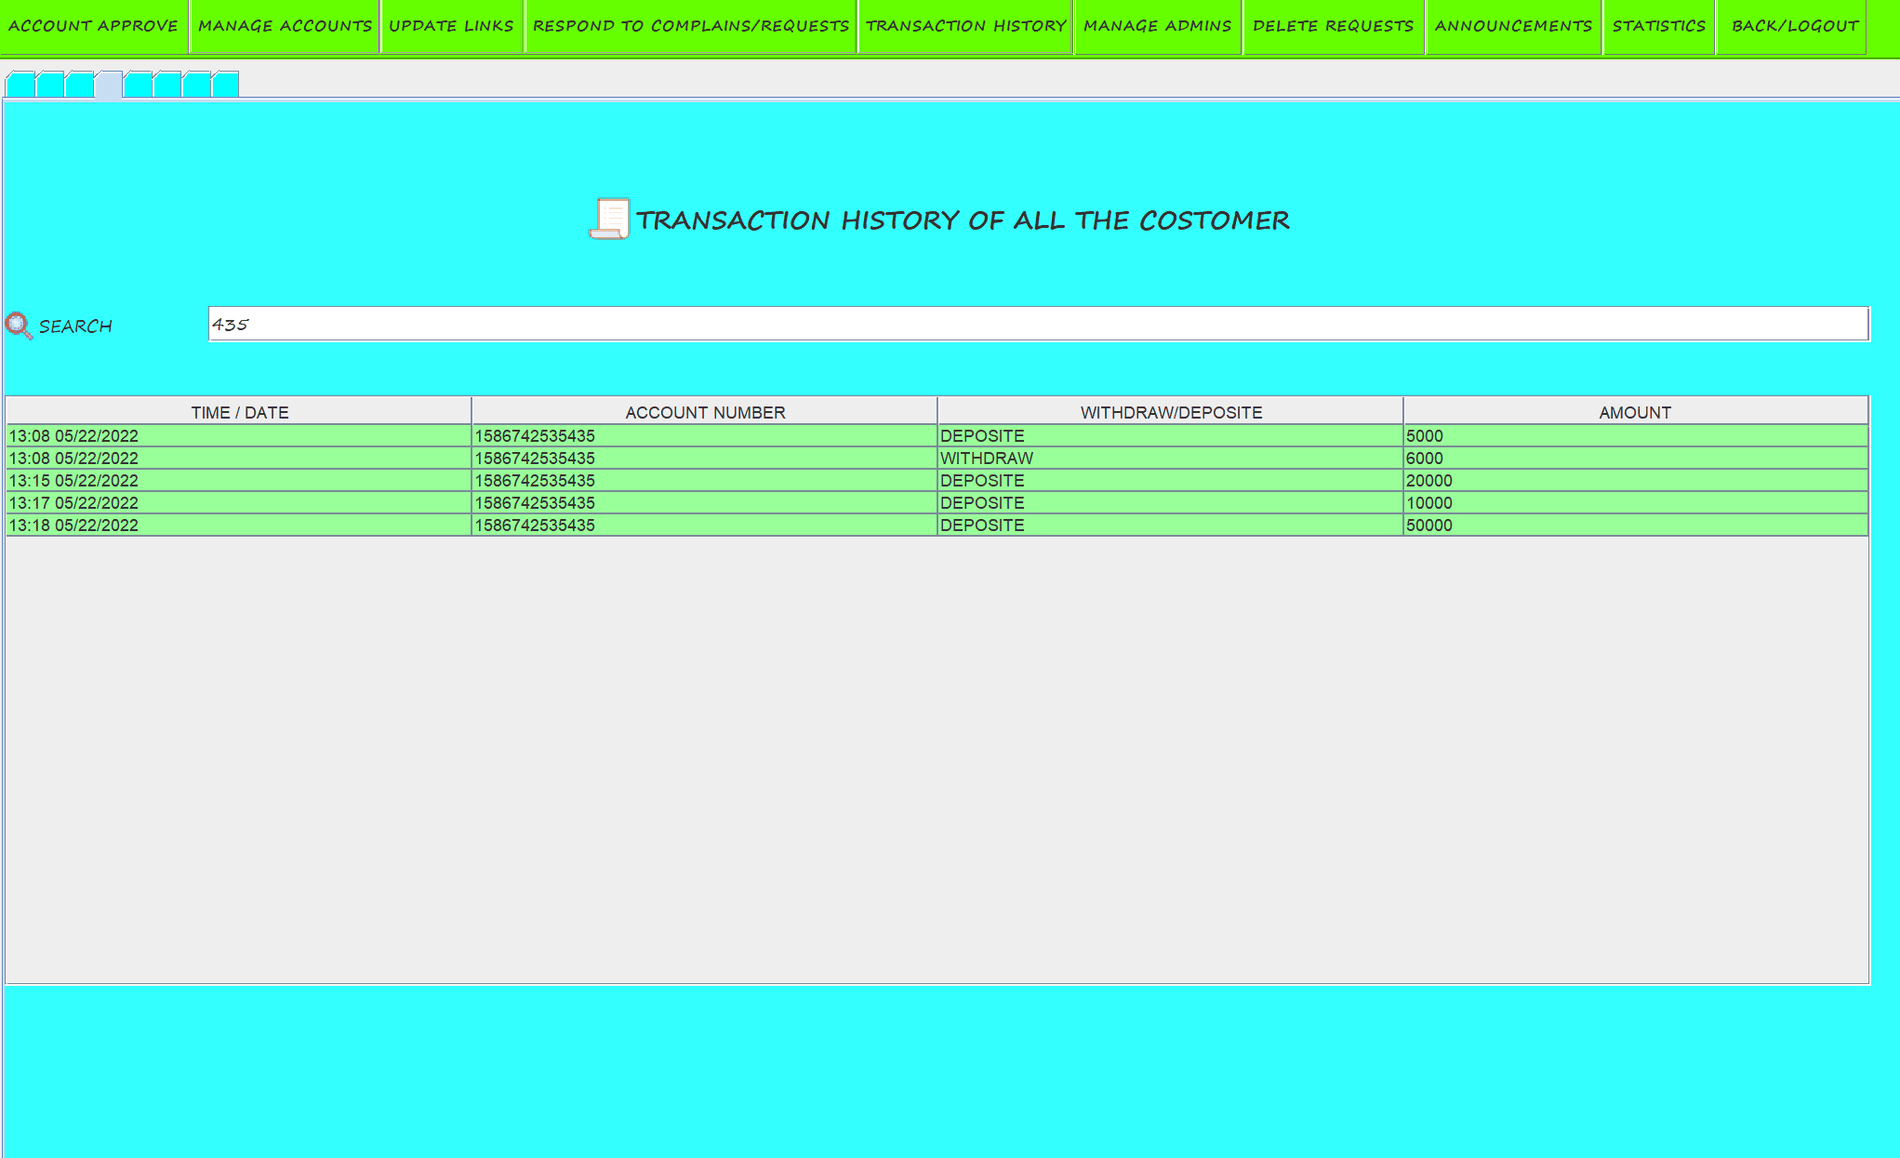 ACCOUNT APPROVE MANAGE ACCOUNTS UPDATE LINKS RESPOND TO COMPLAINS/REQUESTS TRANSACTION HISTORY MANAGE ADMINS DELETE REQUESTS ANNOUNCEMENTS STATISTICS BACK/LOGOUT
TRANSACTION HISTORY OF ALL THE COSTOMER
SEARCH 435
TIME / DATE ACCOUNT NUMBER WITHDRAW/DEPOSITE AMOUNT
13:08 05/22/2022 1586742535435 DEPOSITE 5000
13:08 05/22/2022 1586742535435 WITHDRAW 6000
13:15 05/22/2022 1586742535435 DEPOSITE 20000
13:17 05/22/2022 1586742535435 DEPOSITE 10000
13:18 05/22/2022 1586742535435 DEPOSITE 50000